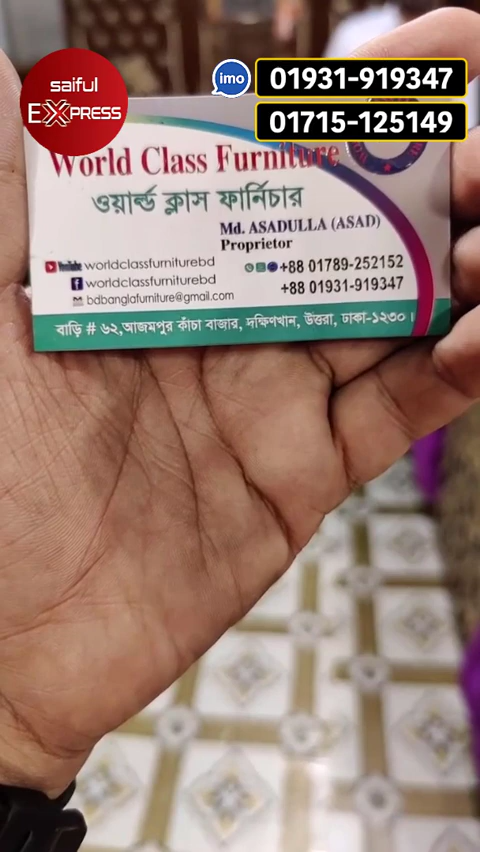 saiful
EXPRESS
imo
01931-919347
01715-125149
World Class Furniture
ওয়ার্ল্ড ক্লাস ফার্নিচার
Md. ASADULLA (ASAD)
Proprietor
YouTube worldclassfurniturebd
+88 01789-252152
worldclassfurniturebd
+88 01931-919347
bdbanglafurniture@gmail.com
বাড়ি # ৬২,আজমপুর কাঁচা বাজার, দক্ষিণখান, উত্তরা, ঢাকা-১২৩০।